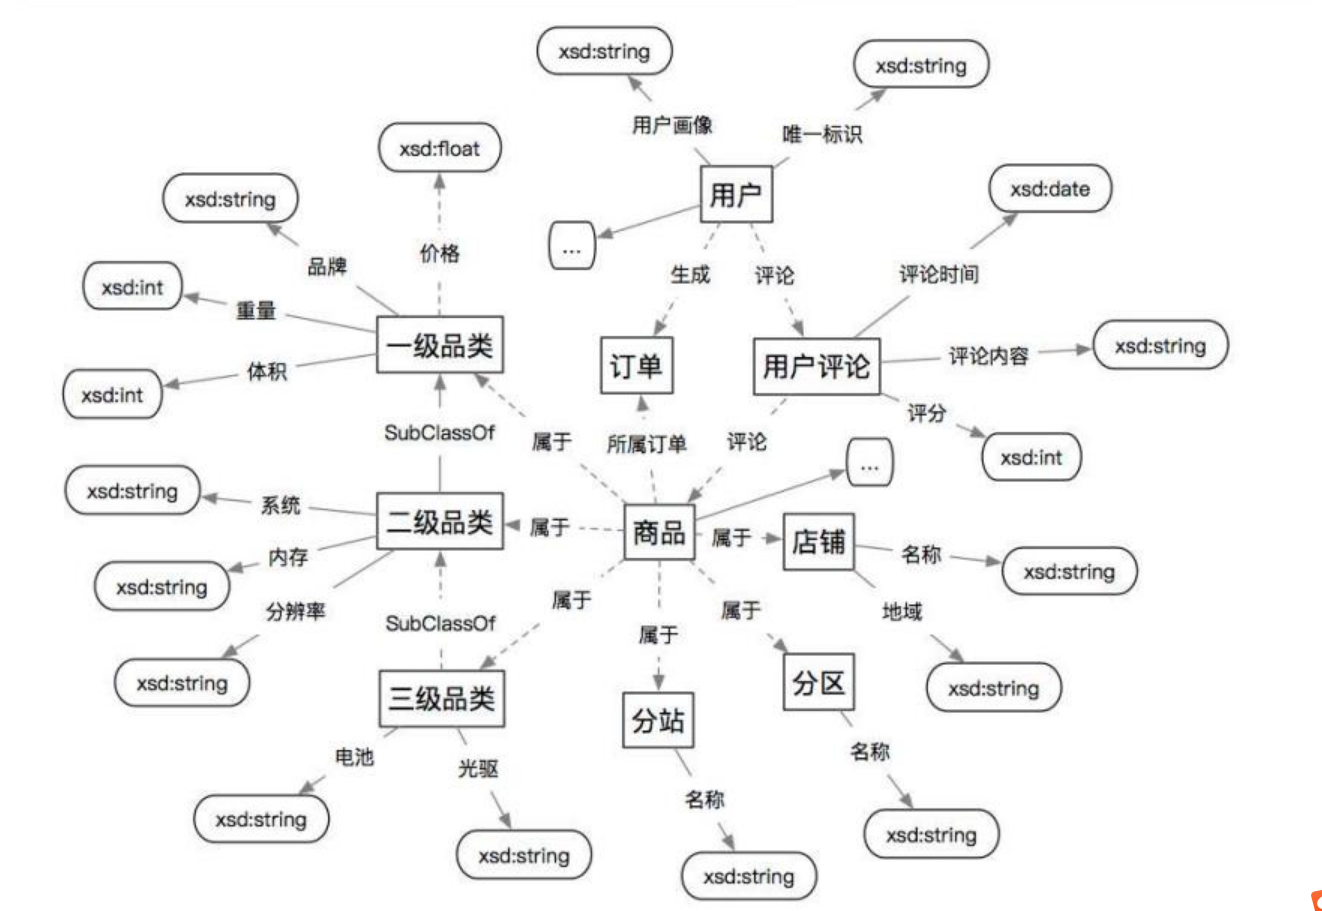 xsd:string
xsd:string
用户画像
唯一标识
xsd:float
xsd:string
用户
xsd:date
...
价格
品牌
生成
评论
评论时间
xsd:int
重量
一级品类
订单
用户评论
评论内容
xsd:string
体积
xsd:int
评分
SubClassOf
属于
所属订单
评论
...
xsd:int
xsd:string
系统
二级品类
属于
商品
属于
店铺
名称
xsd:string
内存
xsd:string
分辨率
属于
属于
地域
SubClassOf
属于
xsd:string
三级品类
分站
分区
xsd:string
电池
光驱
名称
名称
xsd:string
xsd:string
xsd:string
xsd:string